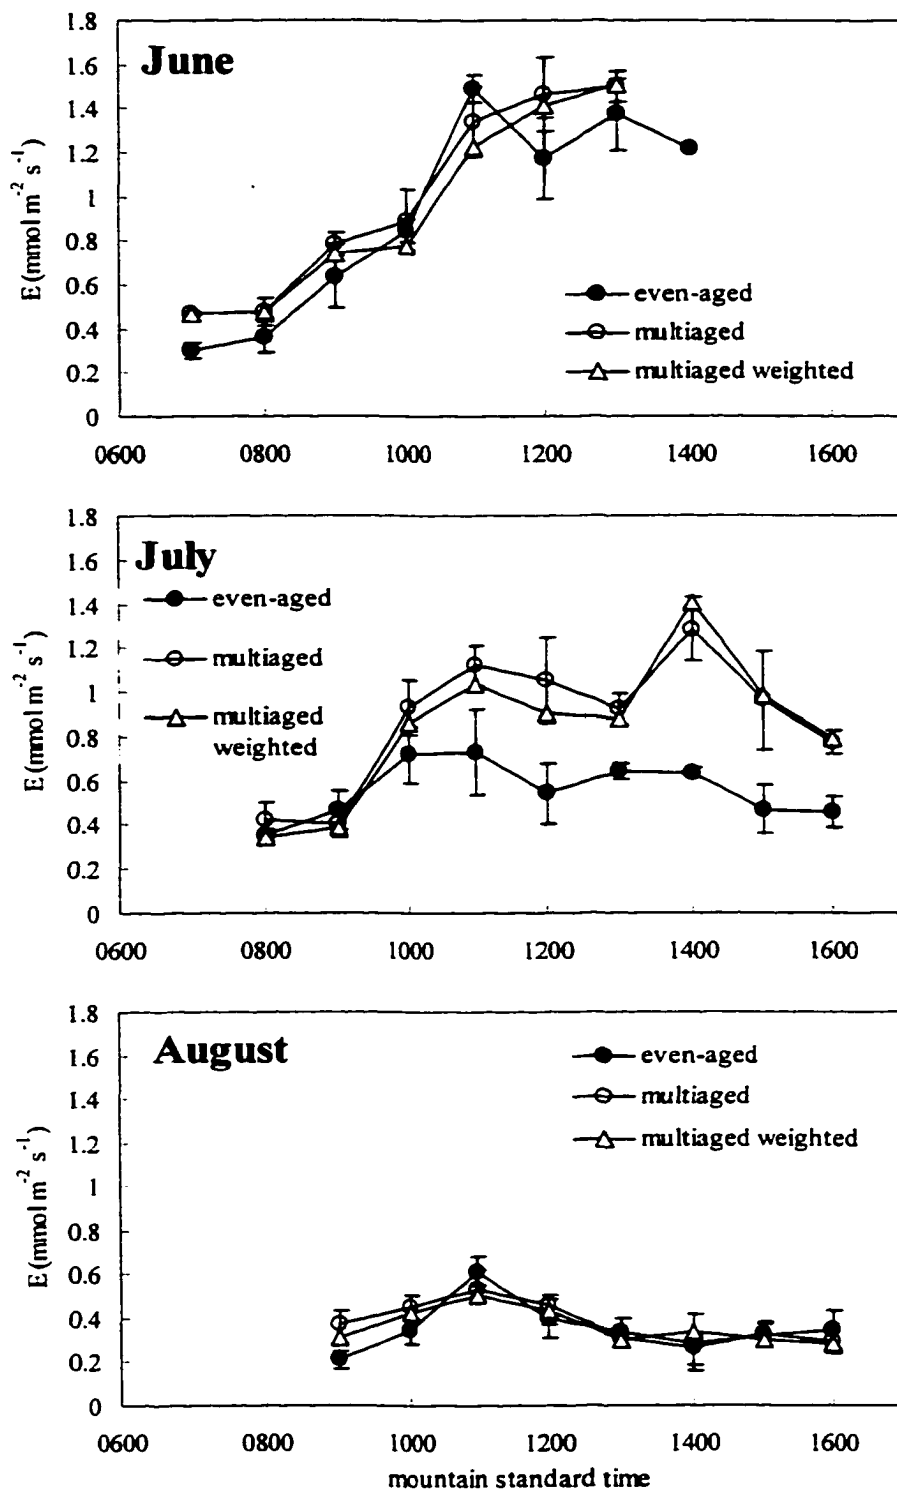 June
E (mmol m⁻² s⁻¹)
1.8
1.6
1.4
1.2
1
0.8
0.6
0.4
0.2
0
even-aged
multiaged
multiaged weighted
0600 0800 1000 1200 1400 1600
July
E (mmol m⁻² s⁻¹)
1.8
1.6
1.4
1.2
1
0.8
0.6
0.4
0.2
0
even-aged
multiaged
multiaged
weighted
0600 0800 1000 1200 1400 1600
August
E (mmol m⁻² s⁻¹)
1.8
1.6
1.4
1.2
1
0.8
0.6
0.4
0.2
0
even-aged
multiaged
multiaged weighted
0600 0800 1000 1200 1400 1600
mountain standard time